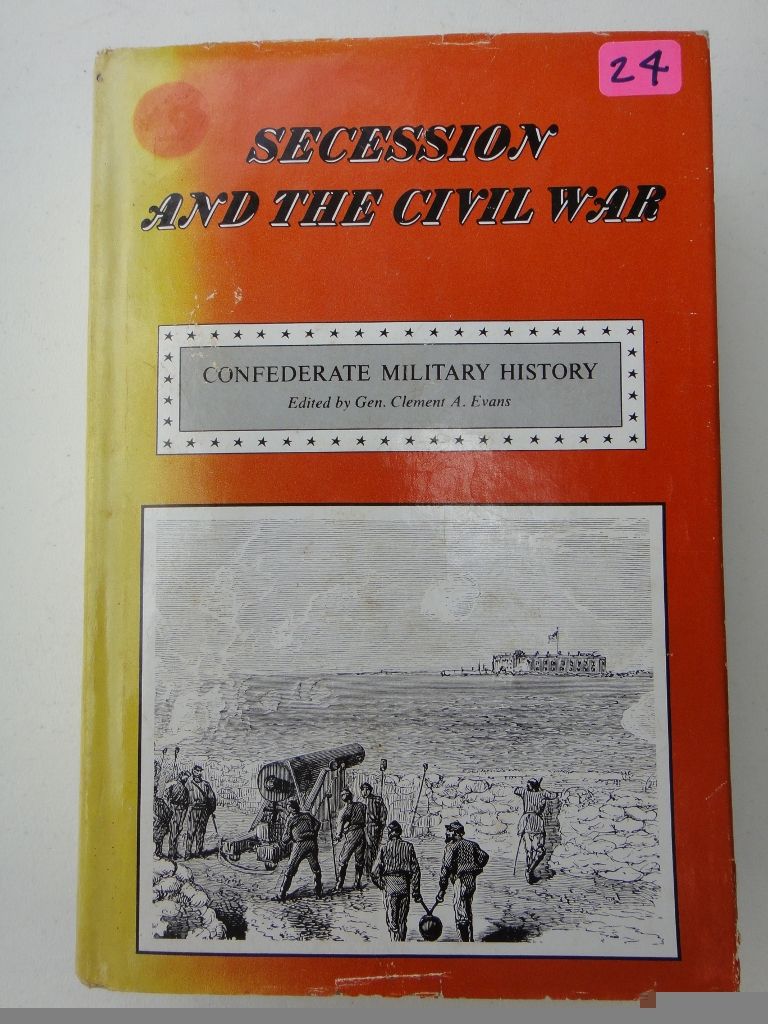 24
SECESSION
AND THE CIVIL WAR
CONFEDERATE MILITARY HISTORY
Edited by Gen. Clement A. Evans